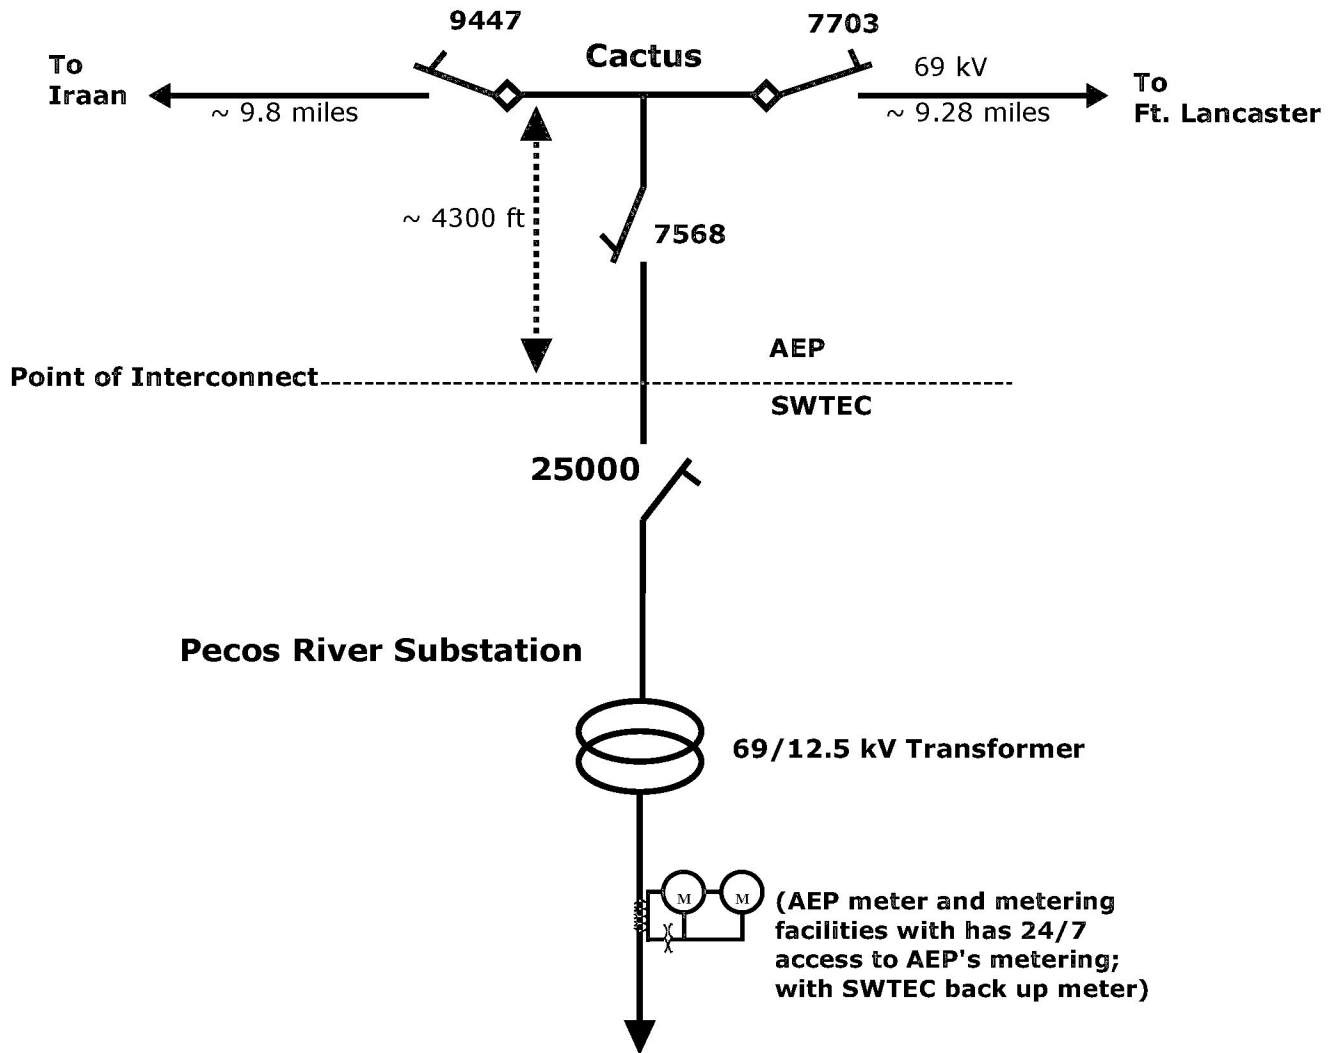 9447
7703
Cactus
To
Iraan
69 kV
To
Ft. Lancaster
~ 9.8 miles
~ 9.28 miles
~ 4300 ft
7568
AEP
Point of Interconnect
SWTEC
25000
Pecos River Substation
69/12.5 kV Transformer
M M
(AEP meter and metering
facilities with has 24/7
access to AEP's metering;
with SWTEC back up meter)